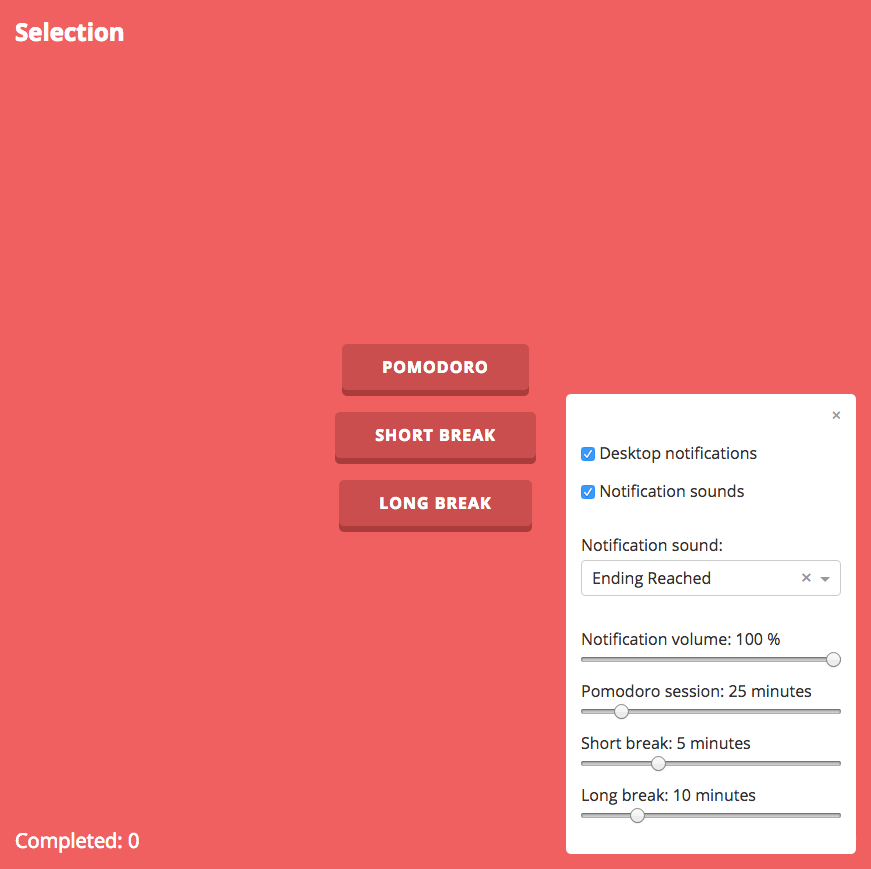 Selection
POMODORO
SHORT BREAK
LONG BREAK
×
Desktop notifications
Notification sounds
Notification sound:
Ending Reached ×
Notification volume: 100 %
Pomodoro session: 25 minutes
Short break: 5 minutes
Long break: 10 minutes
Completed: 0